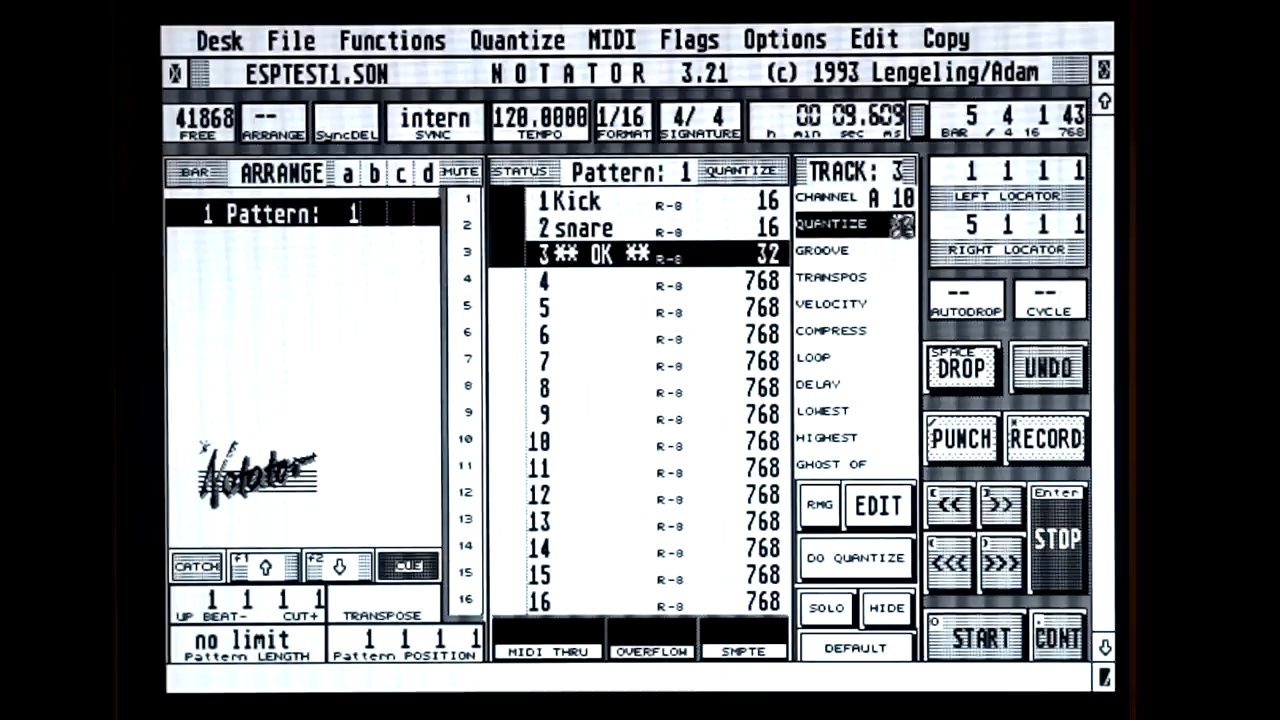 Desk File Functions Quantize MIDI Flags Options Edit Copy
ESPTEST1.SON NOTATOR 3.21 (c) 1993 Lengeling/Adam
41868 -- intern 120.0000 1/16 4/ 4 00 09.609 5 4 1 43
FREE ARRANGE SyncDEL SYNC TEMPO FORMAT SIGNATURE h min sec ms BAR / 4 16 768
BAR ARRANGE a b c d MUTE STATUS Pattern: 1 QUANTIZE TRACK: 3
1 Pattern: 1
1
2
3
4
5
6
7
8
9
10
11
12
13
14
15
16
1 Kick R-8 16
2 snare R-8 16
3 ** OK ** R-8 32
4 R-8 768
5 R-8 768
6 R-8 768
7 R-8 768
8 R-8 768
9 R-8 768
10 R-8 768
11 R-8 768
12 R-8 768
13 R-8 768
14 R-8 768
15 R-8 768
16 R-8 768
CHANNEL A 10
QUANTIZE
GROOVE
TRANSPOS
VELOCITY
COMPRESS
LOOP
DELAY
LOWEST
HIGHEST
GHOST OF
RMG EDIT
DO QUANTIZE
SOLO HIDE
DEFAULT
1 1 1 1
LEFT LOCATOR
5 1 1 1
RIGHT LOCATOR
-- --
AUTODROP CYCLE
SPACE
DROP UNDO
PUNCH RECORD
Enter
<< >>
STOP
<<< >>>
START CONT
Notator
CATCH f1 f2 CUE
1 1 1 1
UP BEAT- CUT+ TRANSPOSE
no limit 1 1 1 1
Pattern LENGTH Pattern POSITION
MIDI THRU OVERFLOW SMPTE